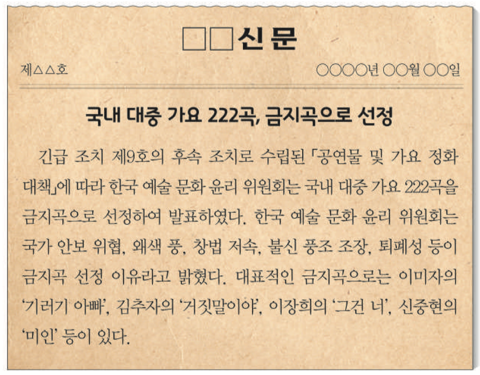 □□신문
제△△호 ○○○○년 ○○월 ○○일
국내 대중 가요 222곡, 금지곡으로 선정
긴급 조치 제9호의 후속 조치로 수립된 「공연물 및 가요 정화
대책」에 따라 한국 예술 문화 윤리 위원회는 국내 대중 가요 222곡을
금지곡으로 선정하여 발표하였다. 한국 예술 문화 윤리 위원회는
국가 안보 위협, 왜색 풍, 창법 저속, 불신 풍조 조장, 퇴폐성 등이
금지곡 선정 이유라고 밝혔다. 대표적인 금지곡으로는 이미자의
'기러기 아빠', 김추자의 '거짓말이야', 이장희의 '그건 너', 신중현의
'미인' 등이 있다.